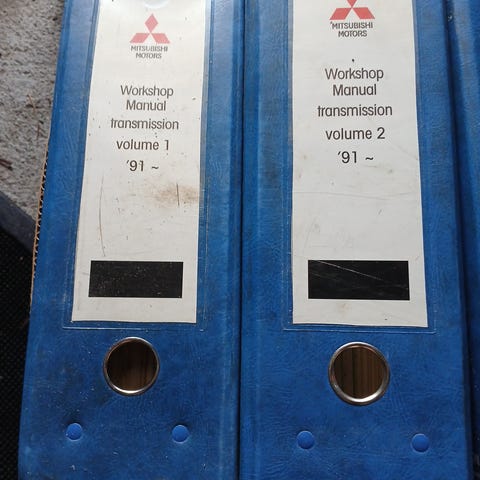 MITSUBISHI
MOTORS
Workshop
Manual
transmission
volume 1
'91 ~
MITSUBISHI
MOTORS
Workshop
Manual
transmission
volume 2
'91 ~